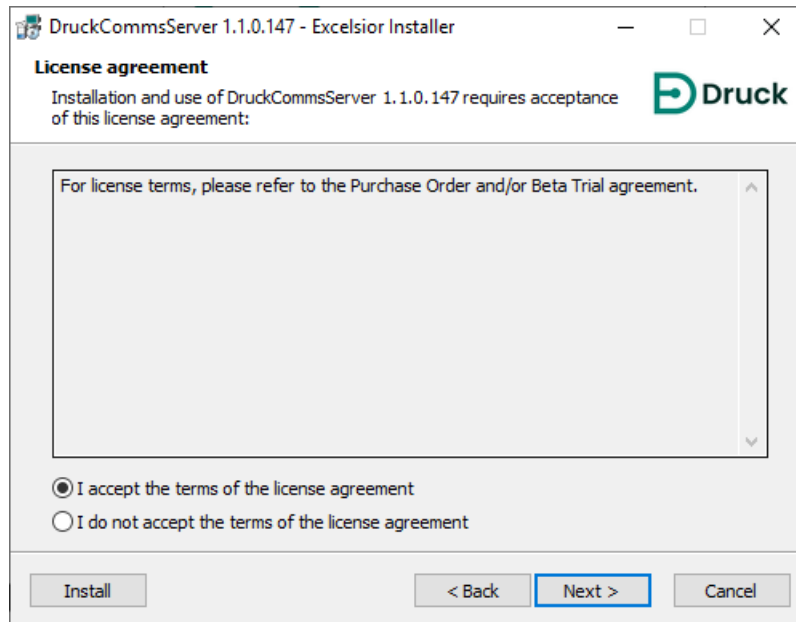 DruckCommsServer 1.1.0.147 - Excelsior Installer
License agreement
Installation and use of DruckCommsServer 1.1.0.147 requires acceptance
of this license agreement:
Druck
For license terms, please refer to the Purchase Order and/or Beta Trial agreement.
I accept the terms of the license agreement
I do not accept the terms of the license agreement
Install
< Back
Next >
Cancel